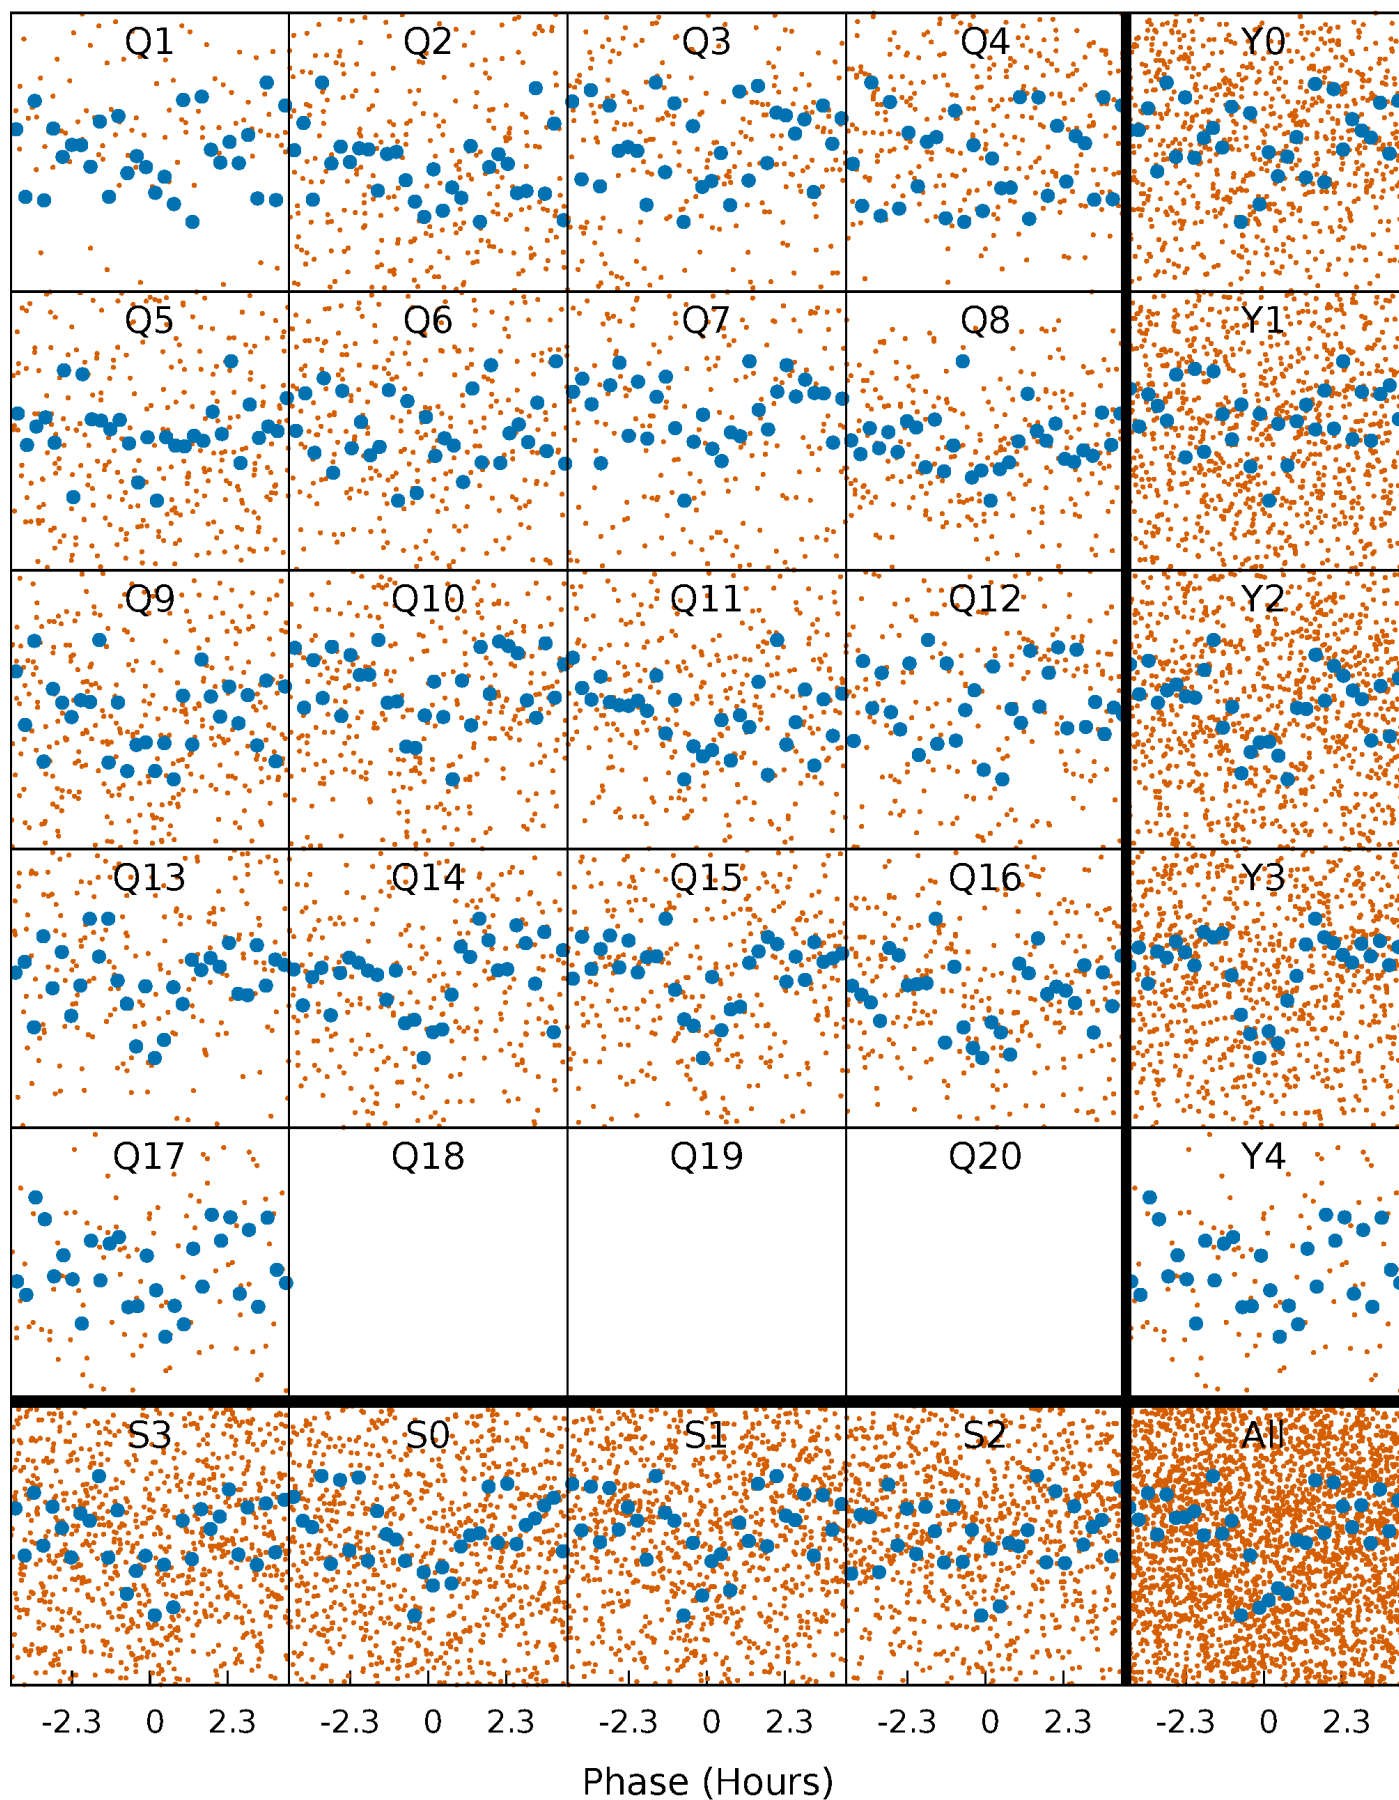 Q1 Q2 Q3 Q4 Y0
Q5 Q6 Q7 Q8 Y1
Q9 Q10 Q11 Q12 Y2
Q13 Q14 Q15 Q16 Y3
Q17 Q18 Q19 Q20 Y4
S3 S0 S1 S2 All
-2.3 0 2.3 -2.3 0 2.3 -2.3 0 2.3 -2.3 0 2.3 -2.3 0 2.3
Phase (Hours)